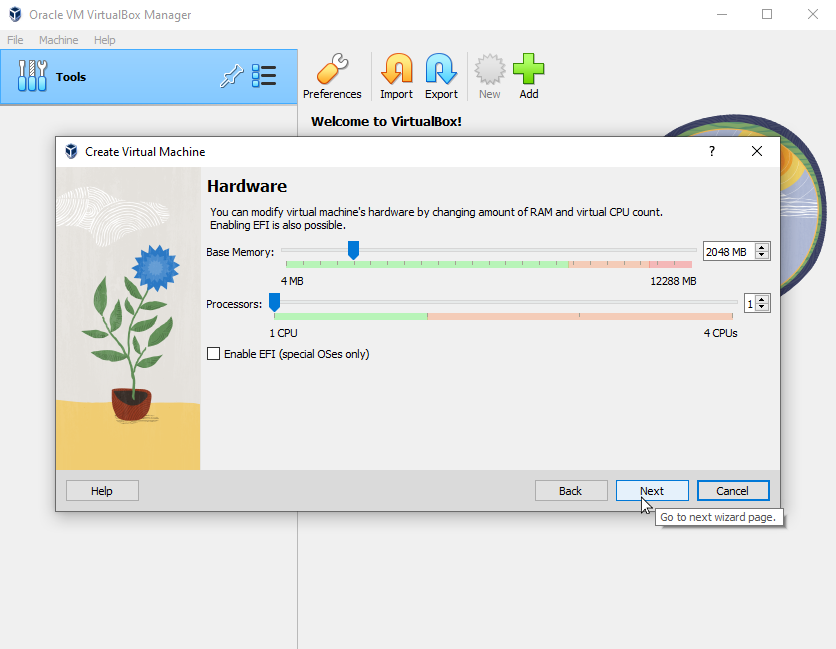 Oracle VM VirtualBox Manager
File Machine Help
Tools
Preferences Import Export New Add
Welcome to VirtualBox!
Create Virtual Machine
?
Hardware
You can modify virtual machine's hardware by changing amount of RAM and virtual CPU count.
Enabling EFI is also possible.
Base Memory: 2048 MB
4 MB 12288 MB
Processors: 1
1 CPU 4 CPUs
Enable EFI (special OSes only)
Help Back Next Cancel
Go to next wizard page.